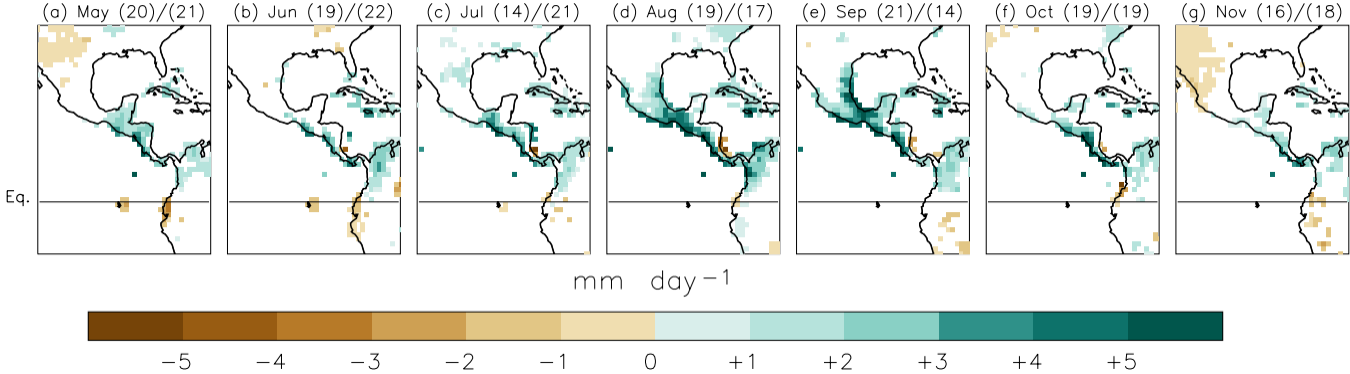 (a) May (20)/(21) (b) Jun (19)/(22) (c) Jul (14)/(21) (d) Aug (19)/(17) (e) Sep (21)/(14) (f) Oct (19)/(19) (g) Nov (16)/(18)
Eq.
mm day⁻¹
−5 −4 −3 −2 −1 0 +1 +2 +3 +4 +5